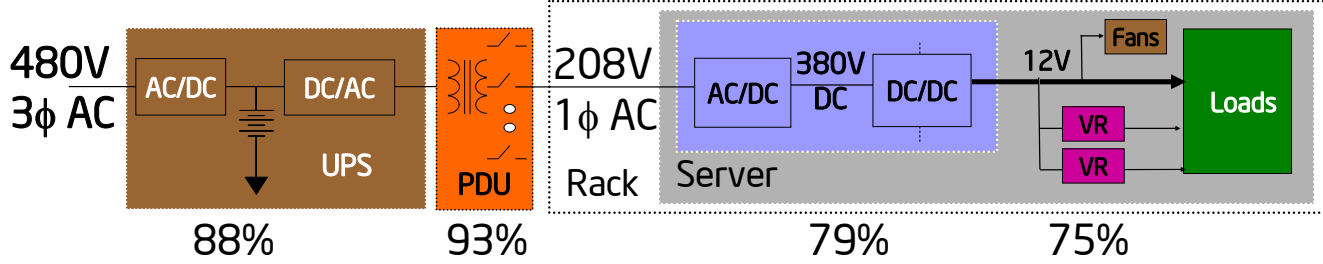 480V
3ϕ AC
AC/DC
DC/AC
UPS
PDU
208V
1ϕ AC
Rack
Server
AC/DC
380V
DC
DC/DC
12V
Fans
VR
VR
Loads
88%
93%
79%
75%